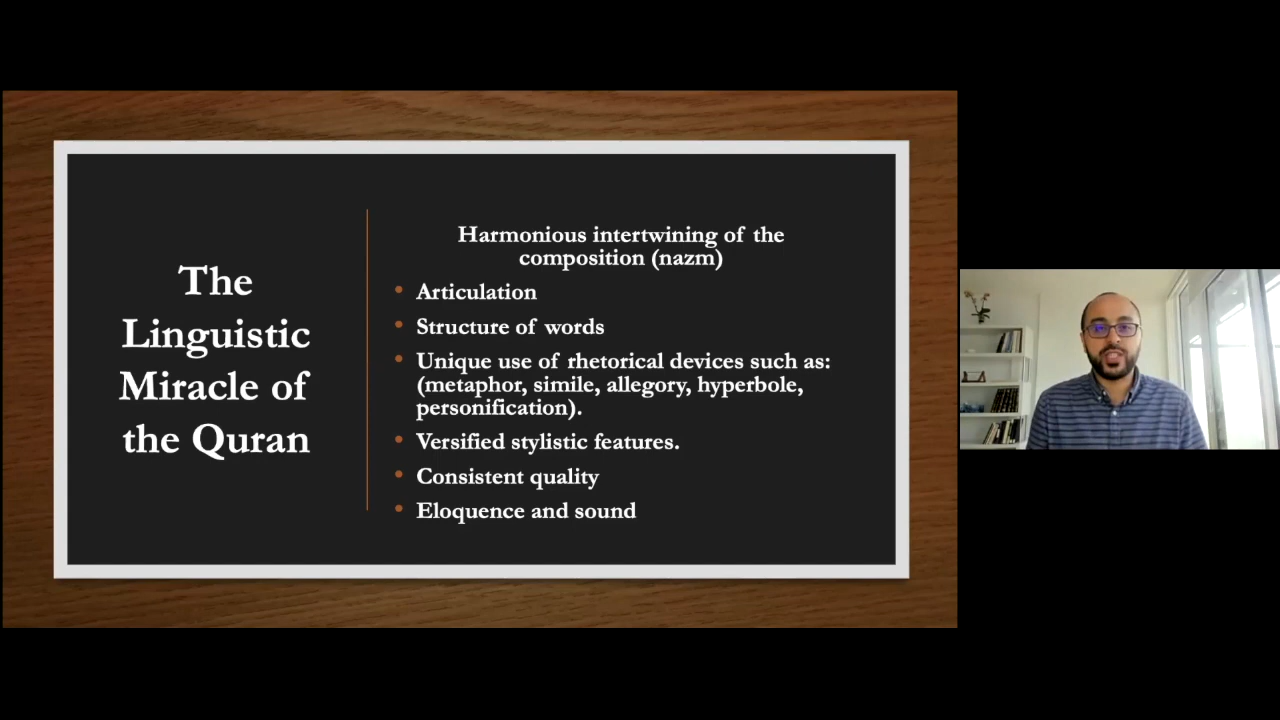 The
Linguistic
Miracle of
the Quran
Harmonious intertwining of the
composition (nazm)
• Articulation
• Structure of words
• Unique use of rhetorical devices such as:
(metaphor, simile, allegory, hyperbole,
personification).
• Versified stylistic features.
• Consistent quality
• Eloquence and sound